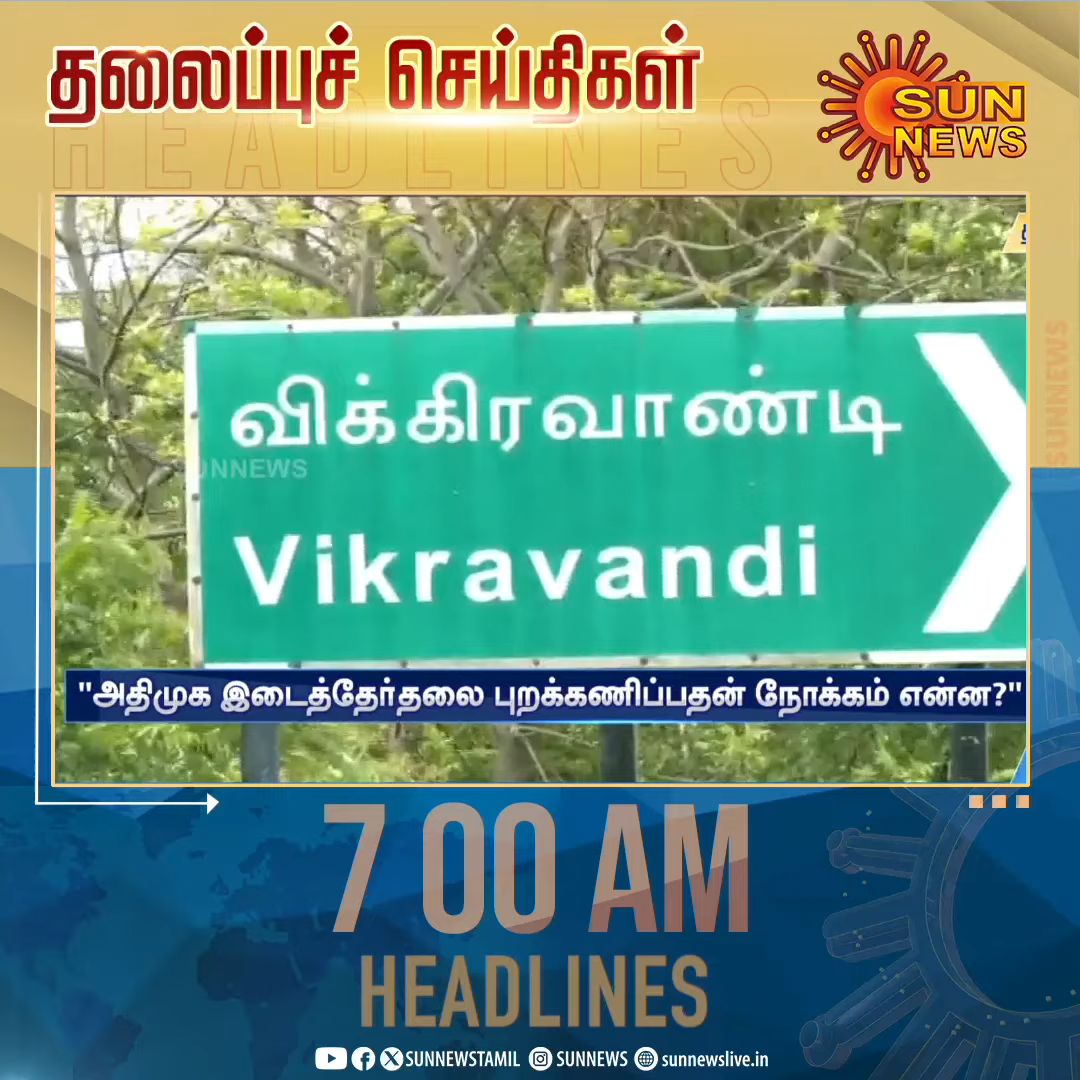 தலைப்புச் செய்திகள்
HEADLINES
SUN
NEWS
SUNNEWS
விக்கிரவாண்டி
UNNEWS
Vikravandi
"அதிமுக இடைத்தேர்தலை புறக்கணிப்பதன் நோக்கம் என்ன?"
7 00 AM
HEADLINES
SUNNEWSTAMIL SUNNEWS sunnewslive.in